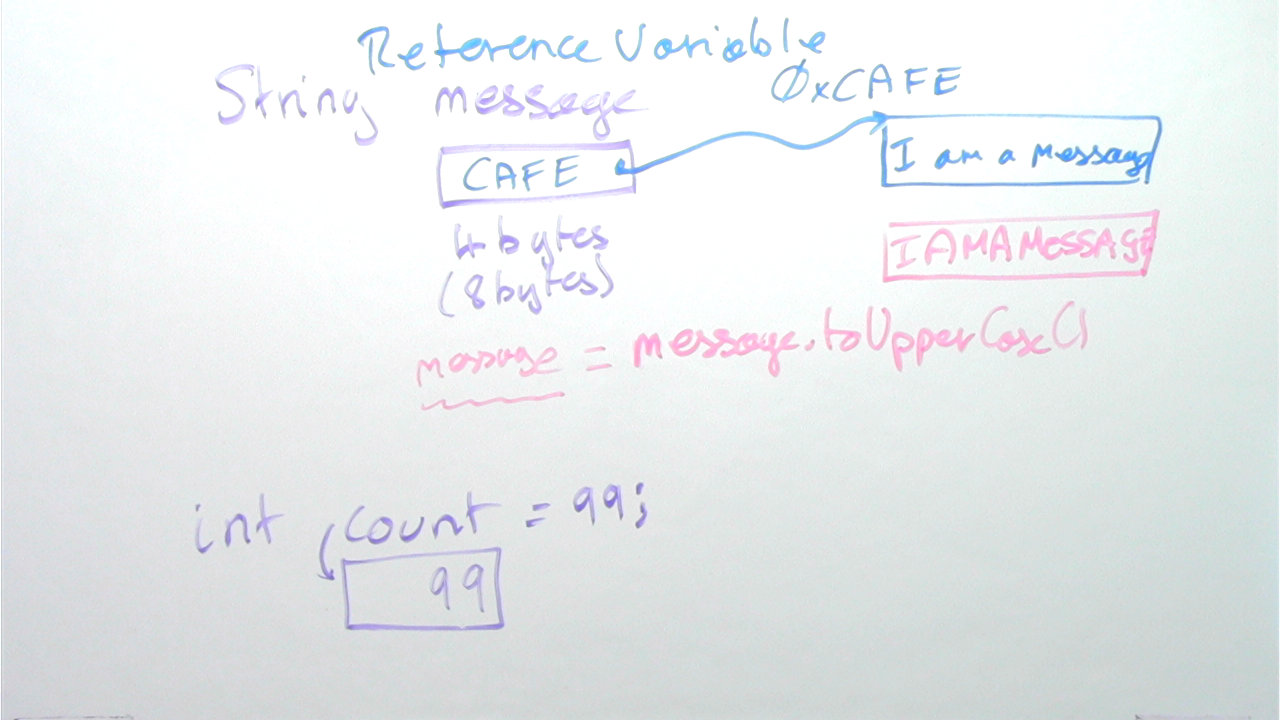 Reference Variable
String message
ØxCAFE
CAFE
I am a Message
4 bytes
(8 bytes)
I AM A MESSAGE
message = message.toUpperCase()
int count = 99;
99